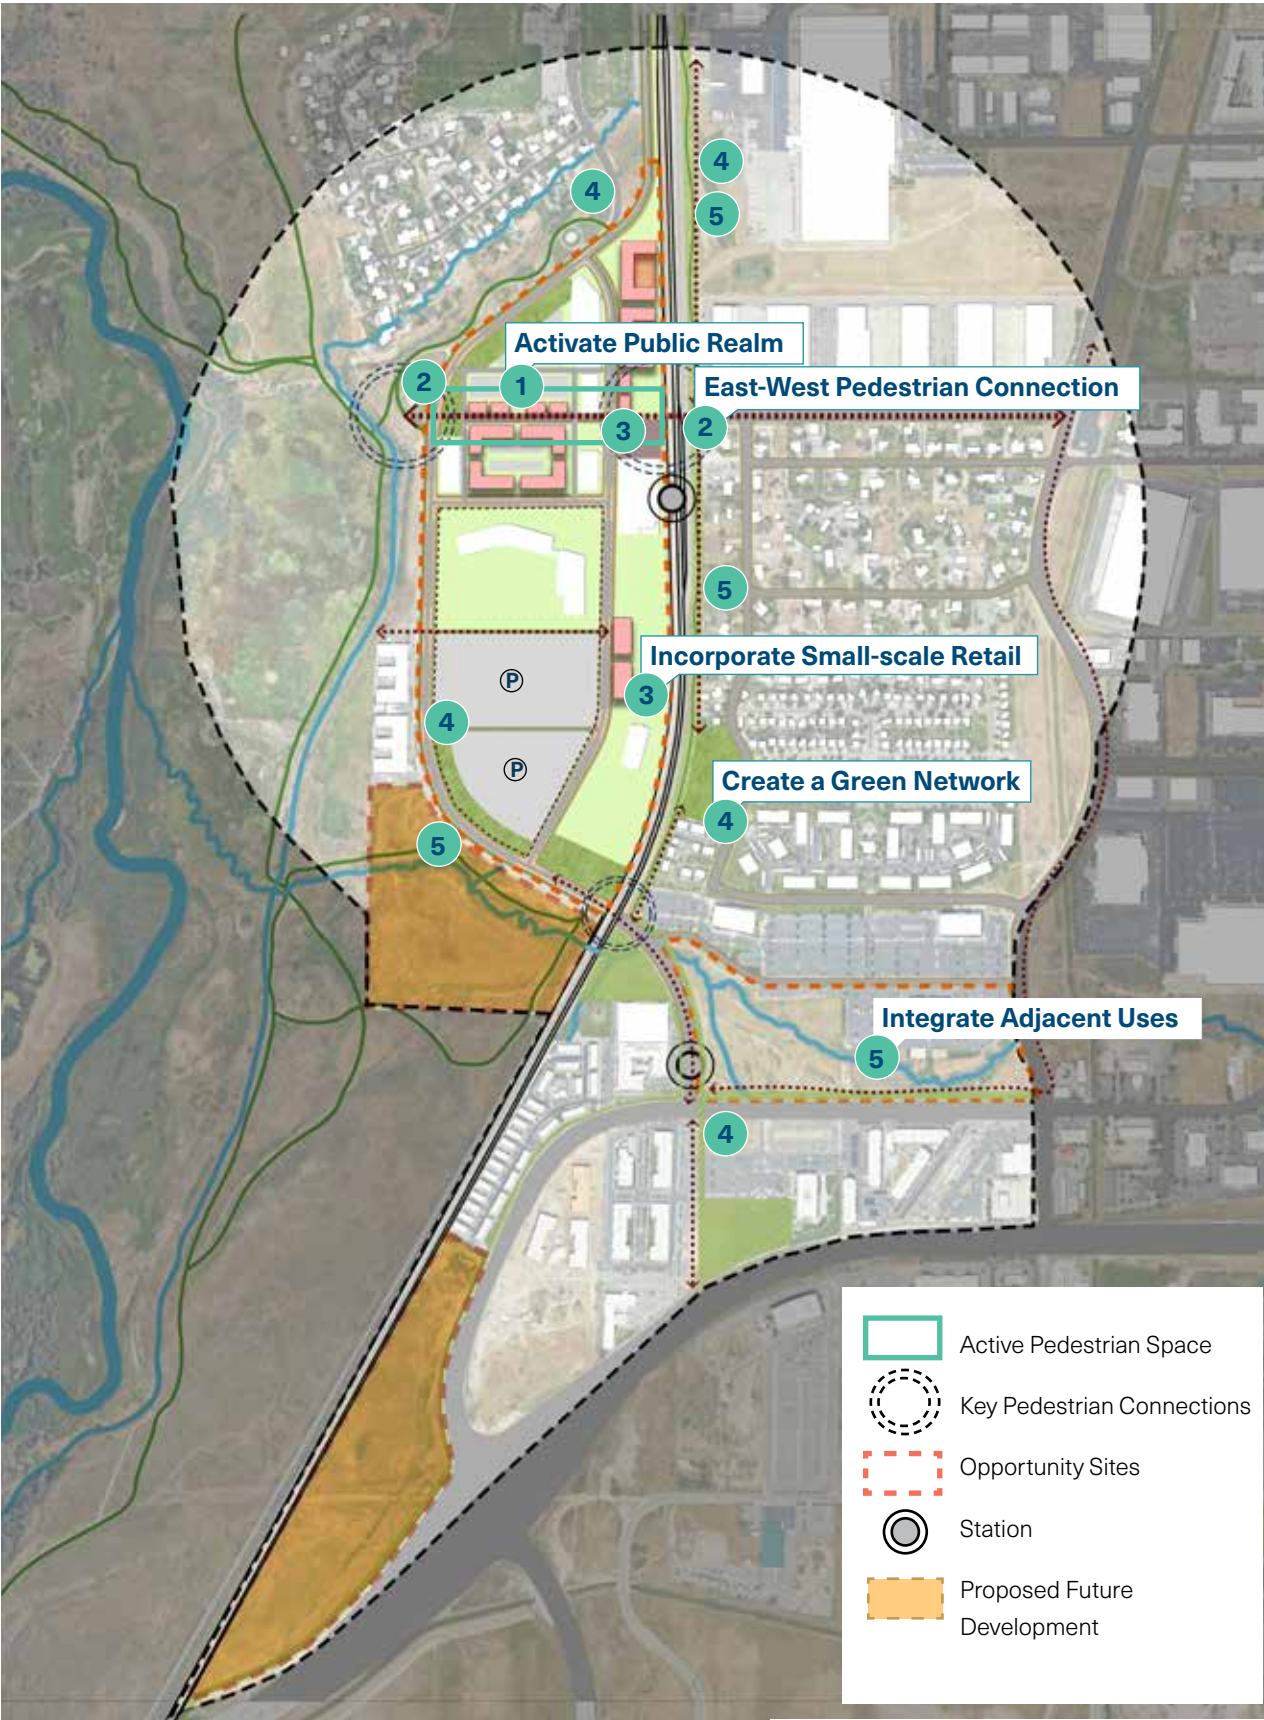 4
4
5
Activate Public Realm
2
1
East-West Pedestrian Connection
3
2
5
Incorporate Small-scale Retail
P
3
4
P
Create a Green Network
4
5
Integrate Adjacent Uses
5
4
Active Pedestrian Space
Key Pedestrian Connections
Opportunity Sites
Station
Proposed Future
Development